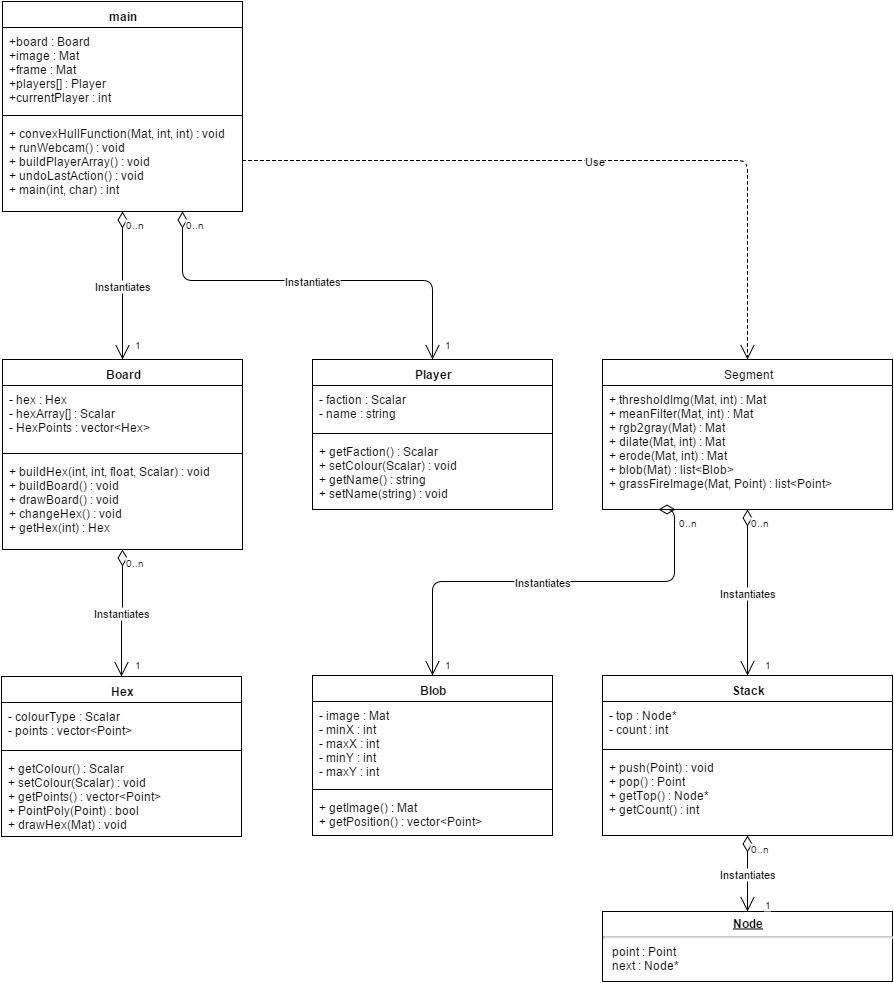 main
+board : Board
+image : Mat
+frame : Mat
+players[] : Player
+currentPlayer : int
+ convexHullFunction(Mat, int, int) : void
+ runWebcam() : void
+ buildPlayerArray() : void
+ undoLastAction() : void
+ main(int, char) : int
Use
0..n
0..n
Instantiates
Instantiates
1
1
Board
- hex : Hex
- hexArray[] : Scalar
- HexPoints : vector<Hex>
+ buildHex(int, int, float, Scalar) : void
+ buildBoard() : void
+ drawBoard() : void
+ changeHex() : void
+ getHex(int) : Hex
Player
- faction : Scalar
- name : string
+ getFaction() : Scalar
+ setColour(Scalar) : void
+ getName() : string
+ setName(string) : void
Segment
+ thresholdImg(Mat, int) : Mat
+ meanFilter(Mat, int) : Mat
+ rgb2gray(Mat) : Mat
+ dilate(Mat, int) : Mat
+ erode(Mat, int) : Mat
+ blob(Mat) : list<Blob>
+ grassFireImage(Mat, Point) : list<Point>
0..n
0..n
0..n
Instantiates
Instantiates
Instantiates
1
1
1
Hex
- colourType : Scalar
- points : vector<Point>
+ getColour() : Scalar
+ setColour(Scalar) : void
+ getPoints() : vector<Point>
+ PointPoly(Point) : bool
+ drawHex(Mat) : void
Blob
- image : Mat
- minX : int
- maxX : int
- minY : int
- maxY : int
+ getImage() : Mat
+ getPosition() : vector<Point>
Stack
- top : Node*
- count : int
+ push(Point) : void
+ pop() : Point
+ getTop() : Node*
+ getCount() : int
0..n
Instantiates
1
Node
point : Point
next : Node*